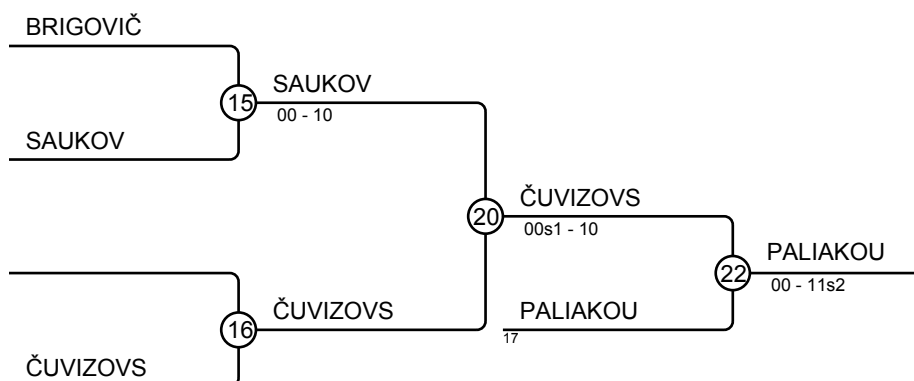 BRIGOVIČ
15
SAUKOV
00 - 10
SAUKOV
20
ČUVIZOVS
00s1 - 10
22
PALIAKOU
00 - 11s2
16
ČUVIZOVS
PALIAKOU
17
ČUVIZOVS